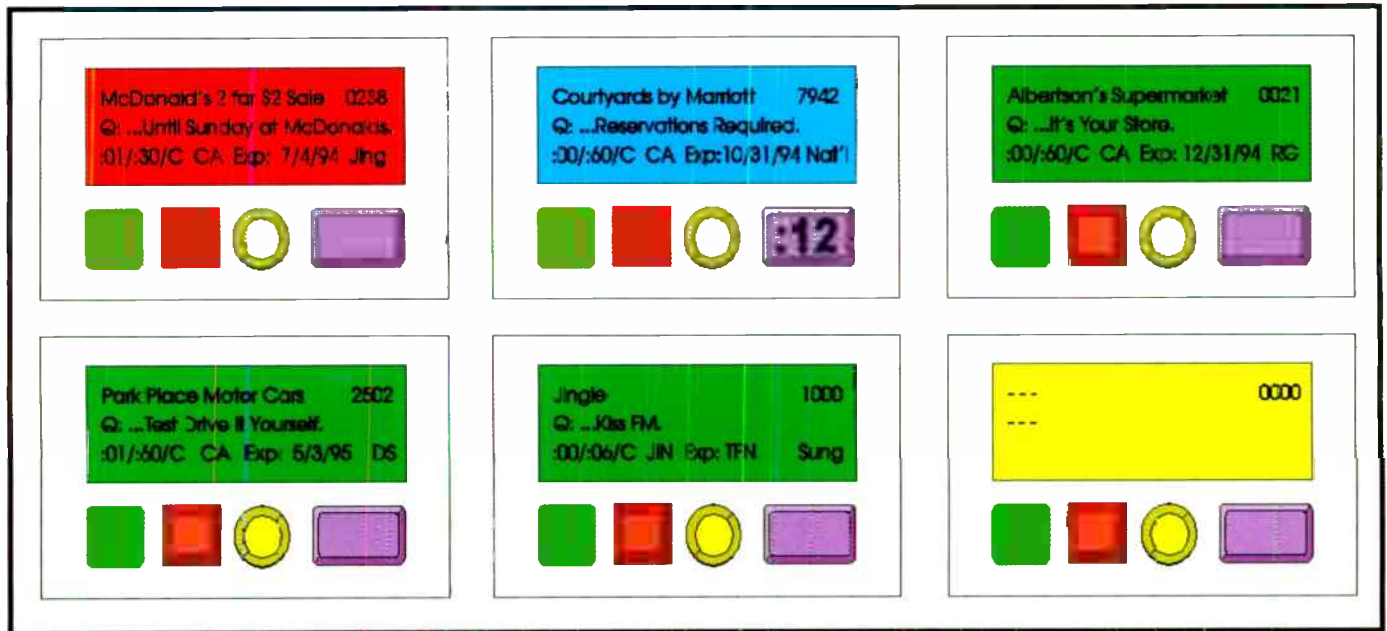 McDonald's 2 for $2 Sale 0238
Q: ...Until Sunday at McDonalds.
:01/:30/C CA Exp: 7/4/94 Jing
Courtyards by Marriott 7942
Q: ...Reservations Required.
:00/:60/C CA Exp:10/31/94 Nat'l
:12
Albertson's Supermarket 0021
Q: ...It's Your Store.
:00/:60/C CA Exp: 12/31/94 RG
Park Place Motor Cars 2502
Q: ...Test Drive It Yourself.
:01/:60/C CA Exp: 5/3/95 DS
Jingle 1000
Q: ...Kiss FM.
:00/:06/C JIN Exp: TFN Sung
--- 0000
---